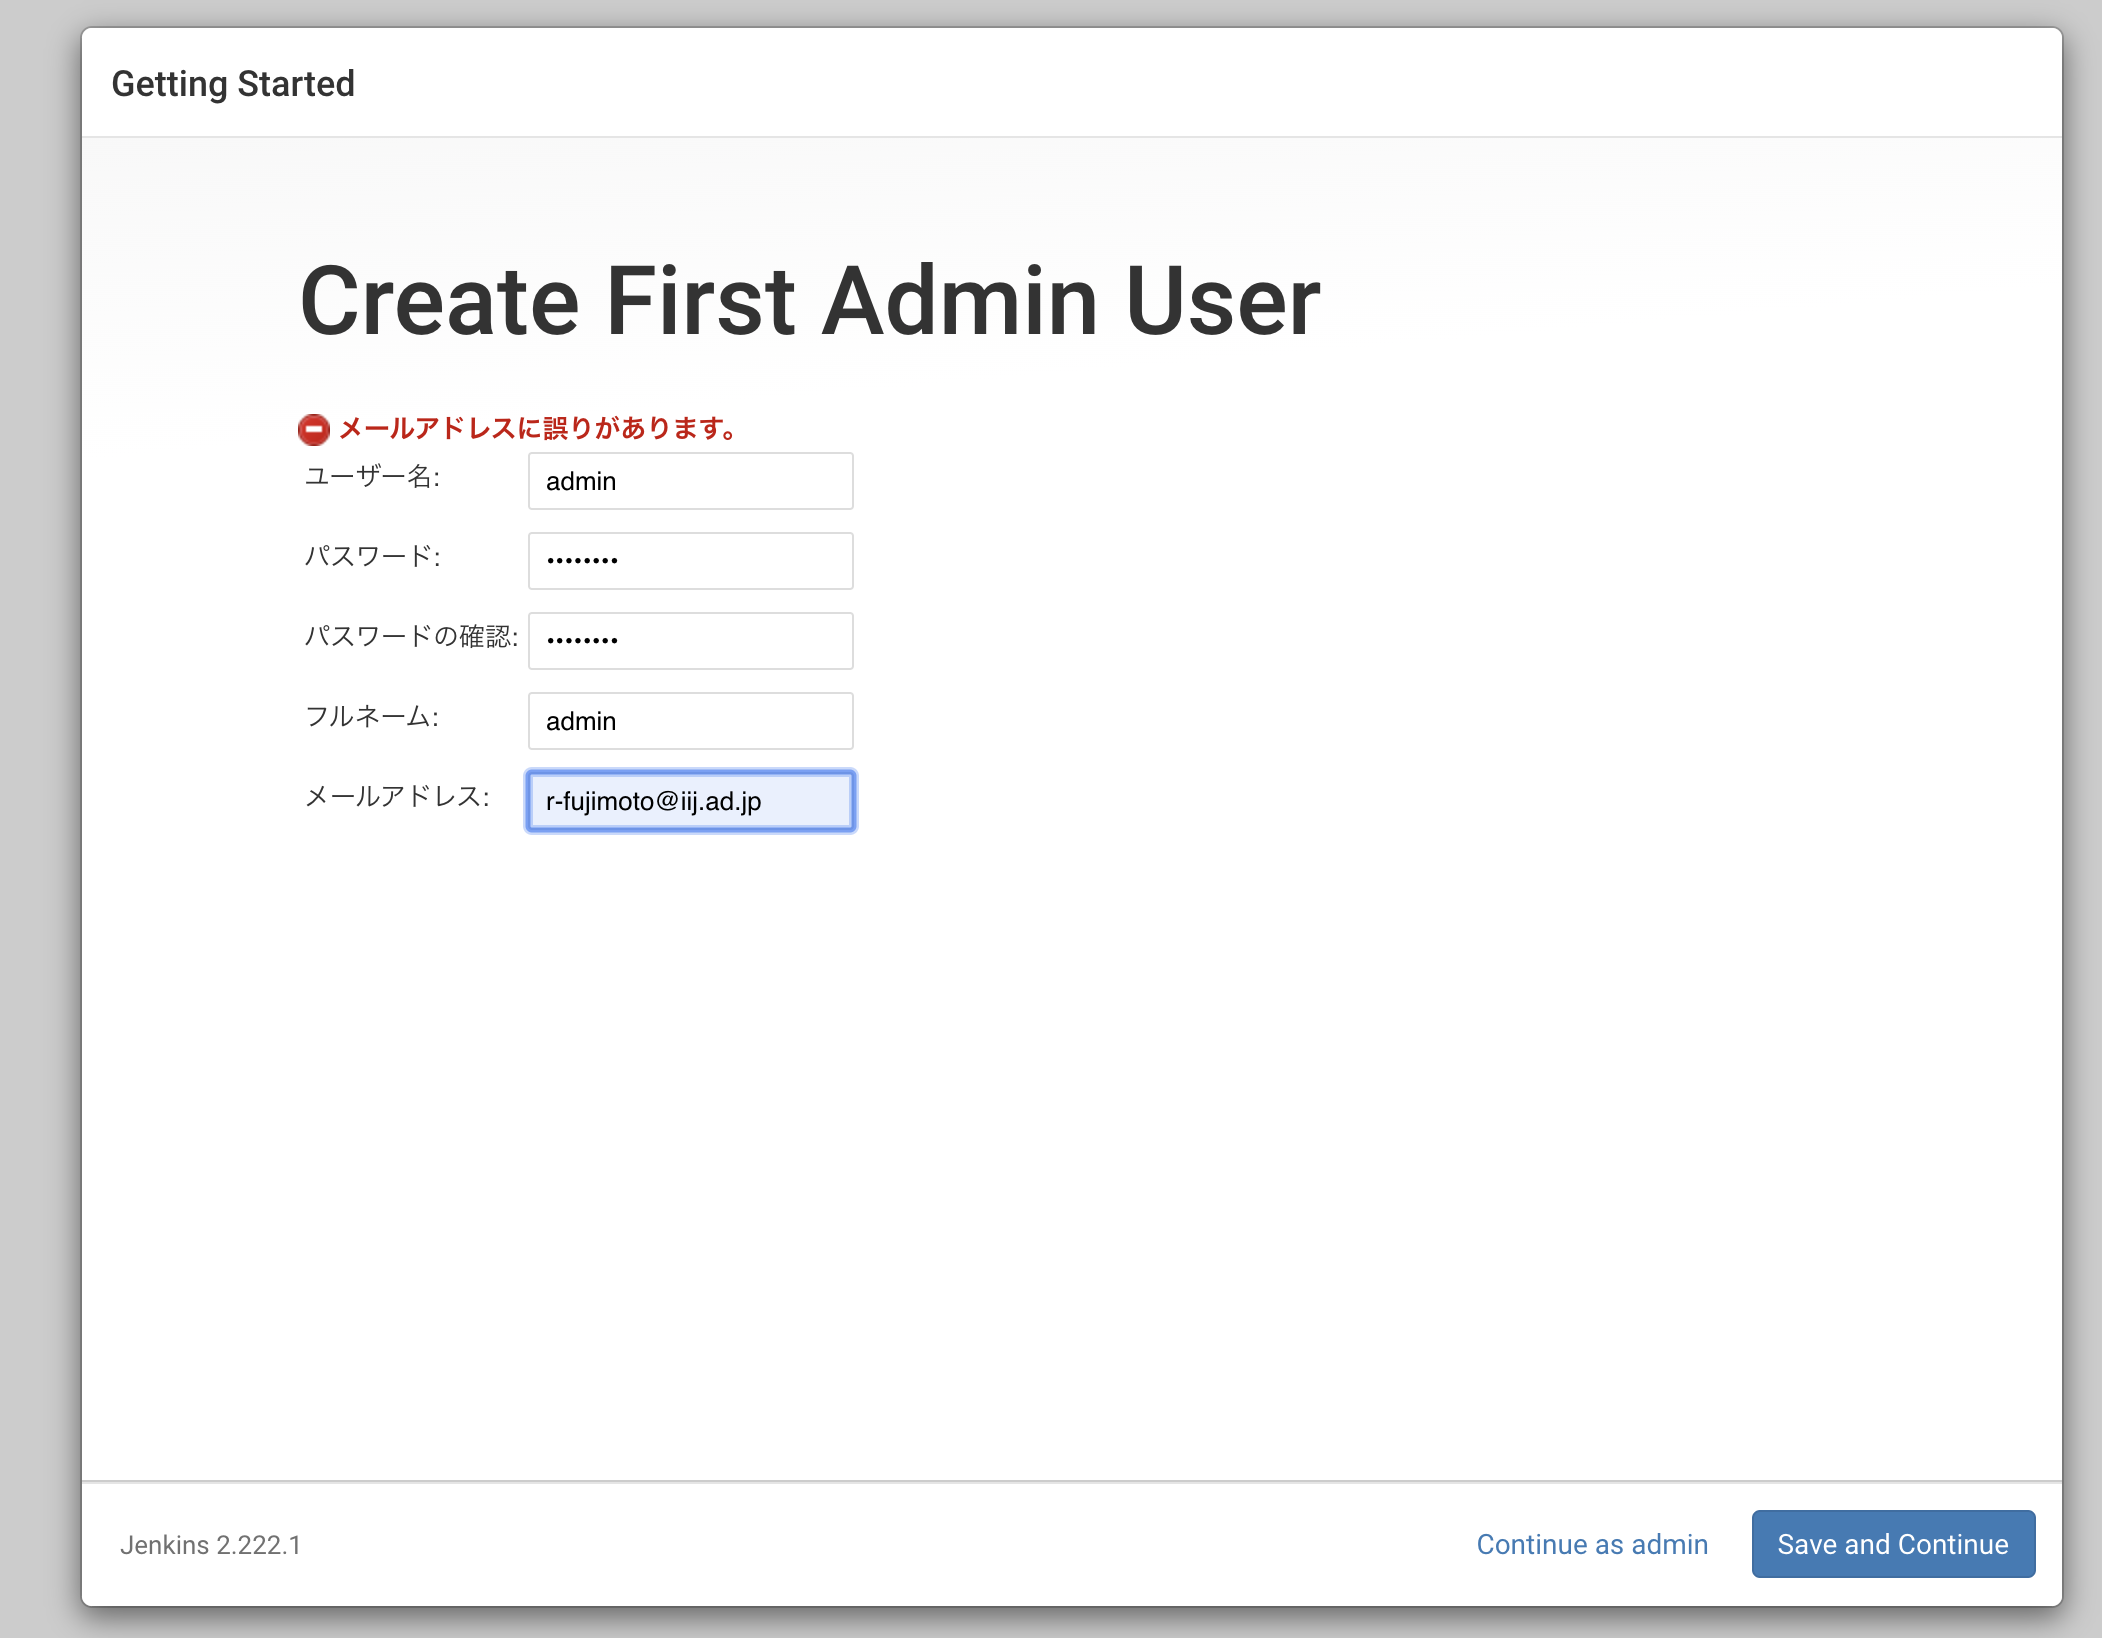 Getting Started
Create First Admin User
メールアドレスに誤りがあります。
ユーザー名: admin
パスワード: ••••••••
パスワードの確認: ••••••••
フルネーム: admin
メールアドレス: r-fujimoto@iij.ad.jp
Jenkins 2.222.1 Continue as admin Save and Continue